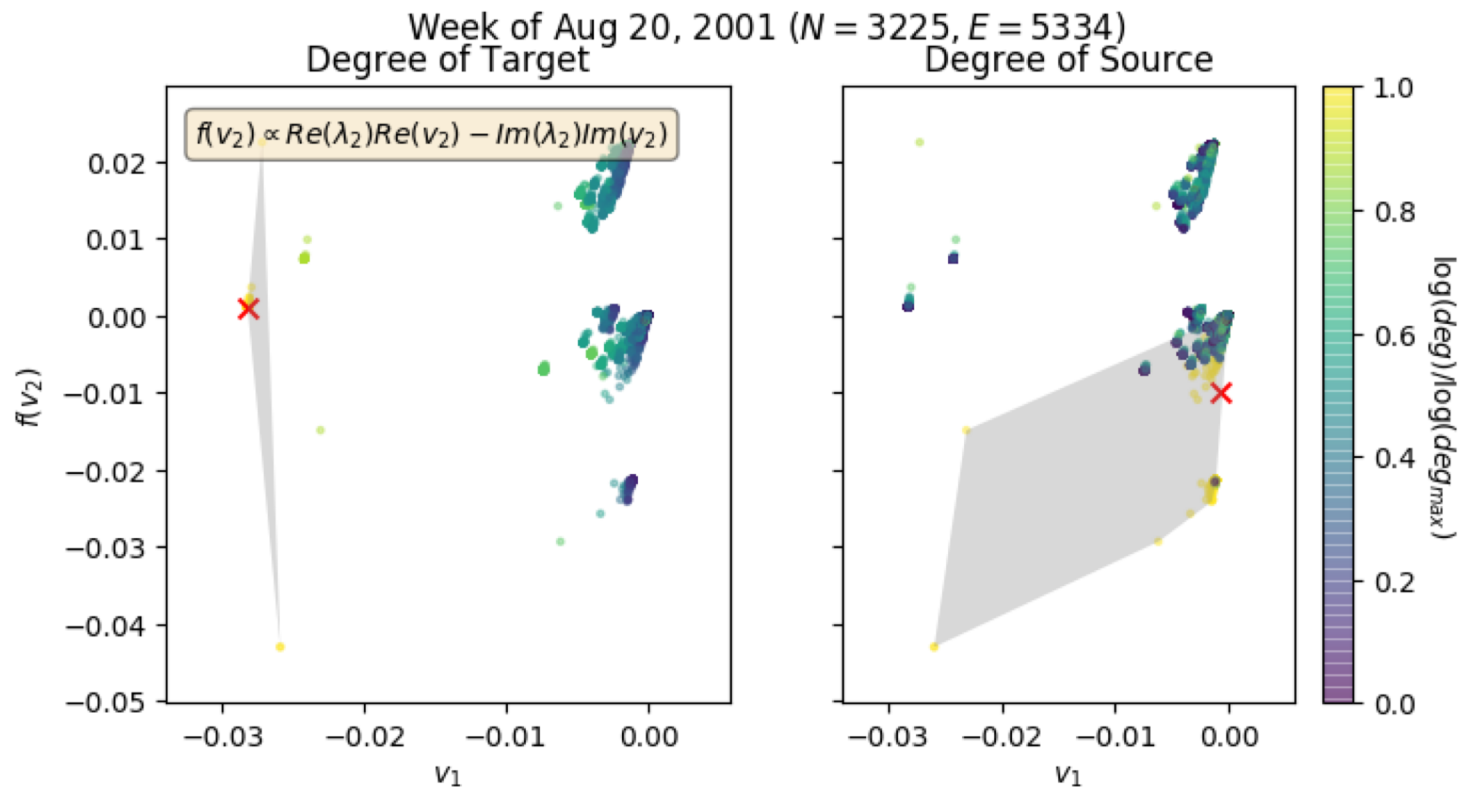 Week of Aug 20, 2001 (N = 3225, E = 5334)
Degree of Target
Degree of Source
f(v₂) ∝ Re(λ₂)Re(v₂) − Im(λ₂)Im(v₂)
0.02
0.01
0.00
−0.01
−0.02
−0.03
−0.04
−0.05
f(v₂)
−0.03
−0.02
−0.01
0.00
v₁
−0.03
−0.02
−0.01
0.00
v₁
1.0
0.8
0.6
0.4
0.2
0.0
log(deg)/log(deg_max)